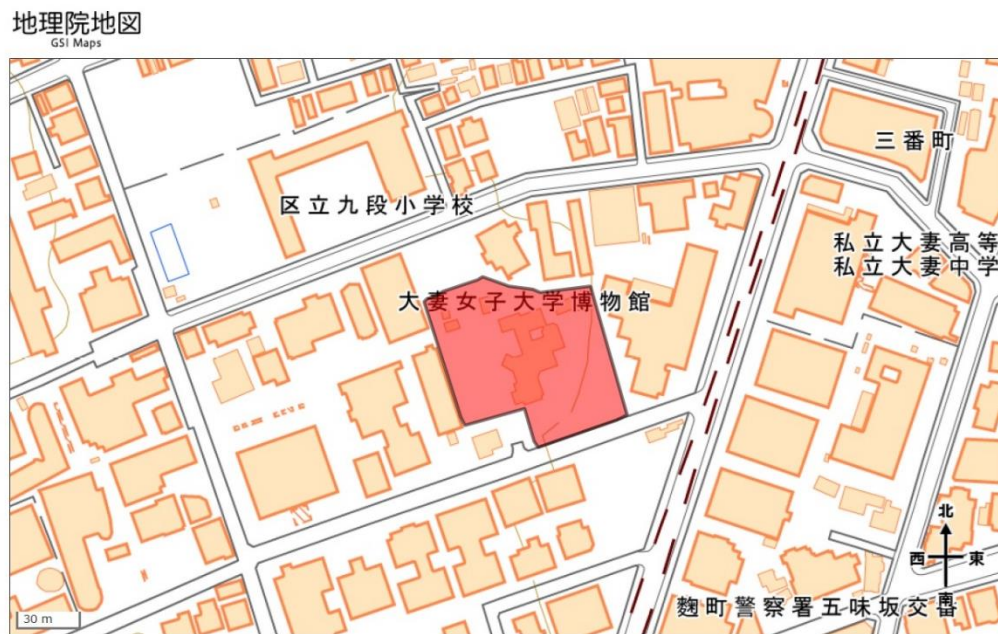 地理院地図
GSI Maps
三番町
区立九段小学校
私立大妻高等
私立大妻中学
大妻女子大学博物館
北
西
東
南
麴町警察署五味坂交番
30 m